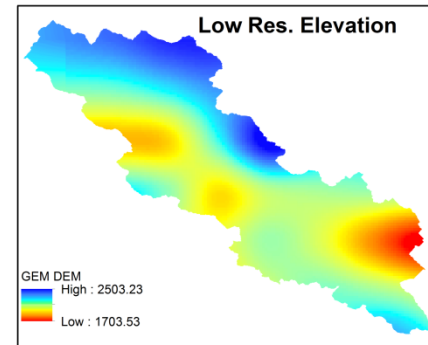 Low Res. Elevation
GEM DEM
High : 2503.23
Low : 1703.53